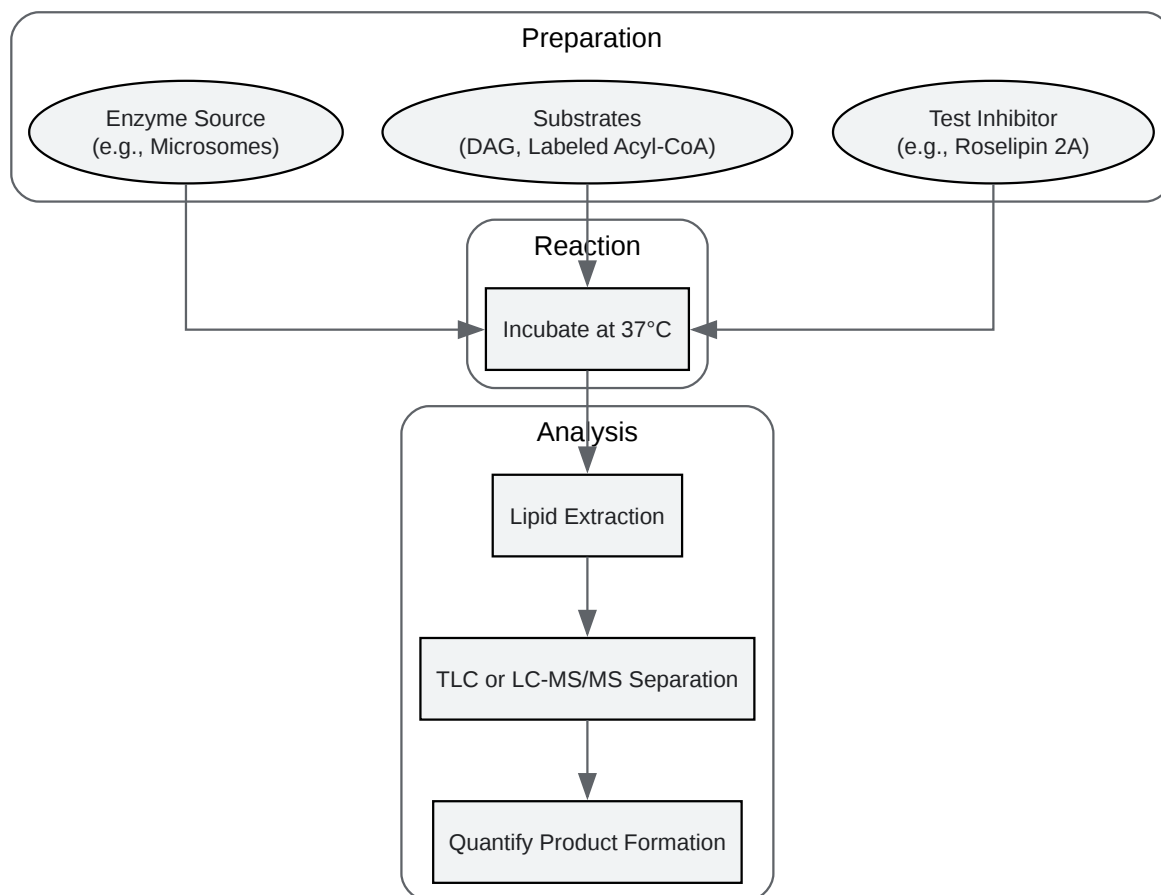 Preparation
Enzyme Source
(e.g., Microsomes)
Substrates
(DAG, Labeled Acyl-CoA)
Test Inhibitor
(e.g., Roselipin 2A)
Reaction
Incubate at 37°C
Analysis
Lipid Extraction
TLC or LC-MS/MS Separation
Quantify Product Formation